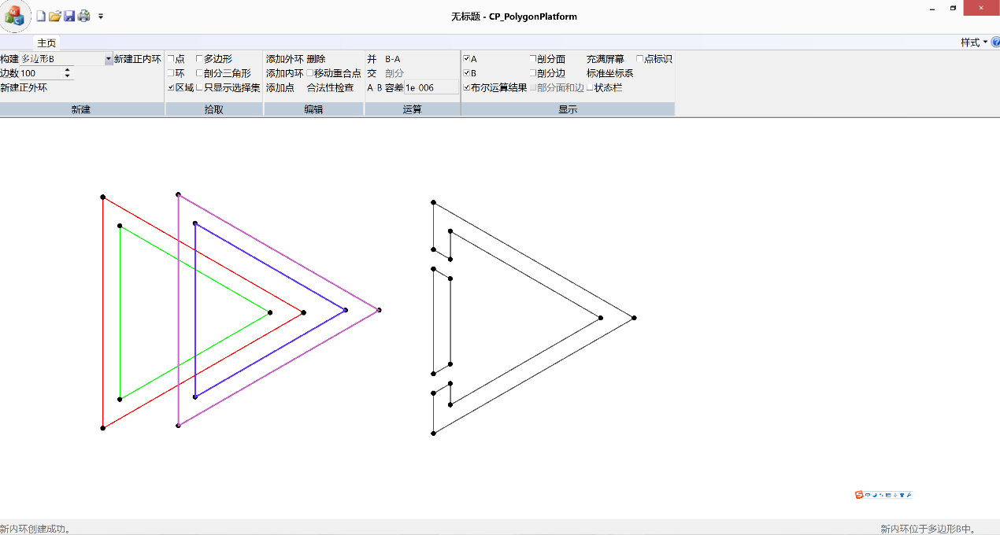 无标题 - CP_PolygonPlatform
主页
样式
构建 多边形B 新建正内环 点 多边形 添加外环 删除 并 B-A A 剖分面 充满屏幕 点标识
边数 100 环 剖分三角形 添加内环 移动重合点 交 剖分 B 剖分边 标准坐标系
新建正外环 区域 只显示选择集 添加点 合法性检查 A-B 容差 1e-006 布尔运算结果 剖分面和边 状态栏
新建 拾取 编辑 运算 显示
中
新内环创建成功。 新内环位于多边形B中。